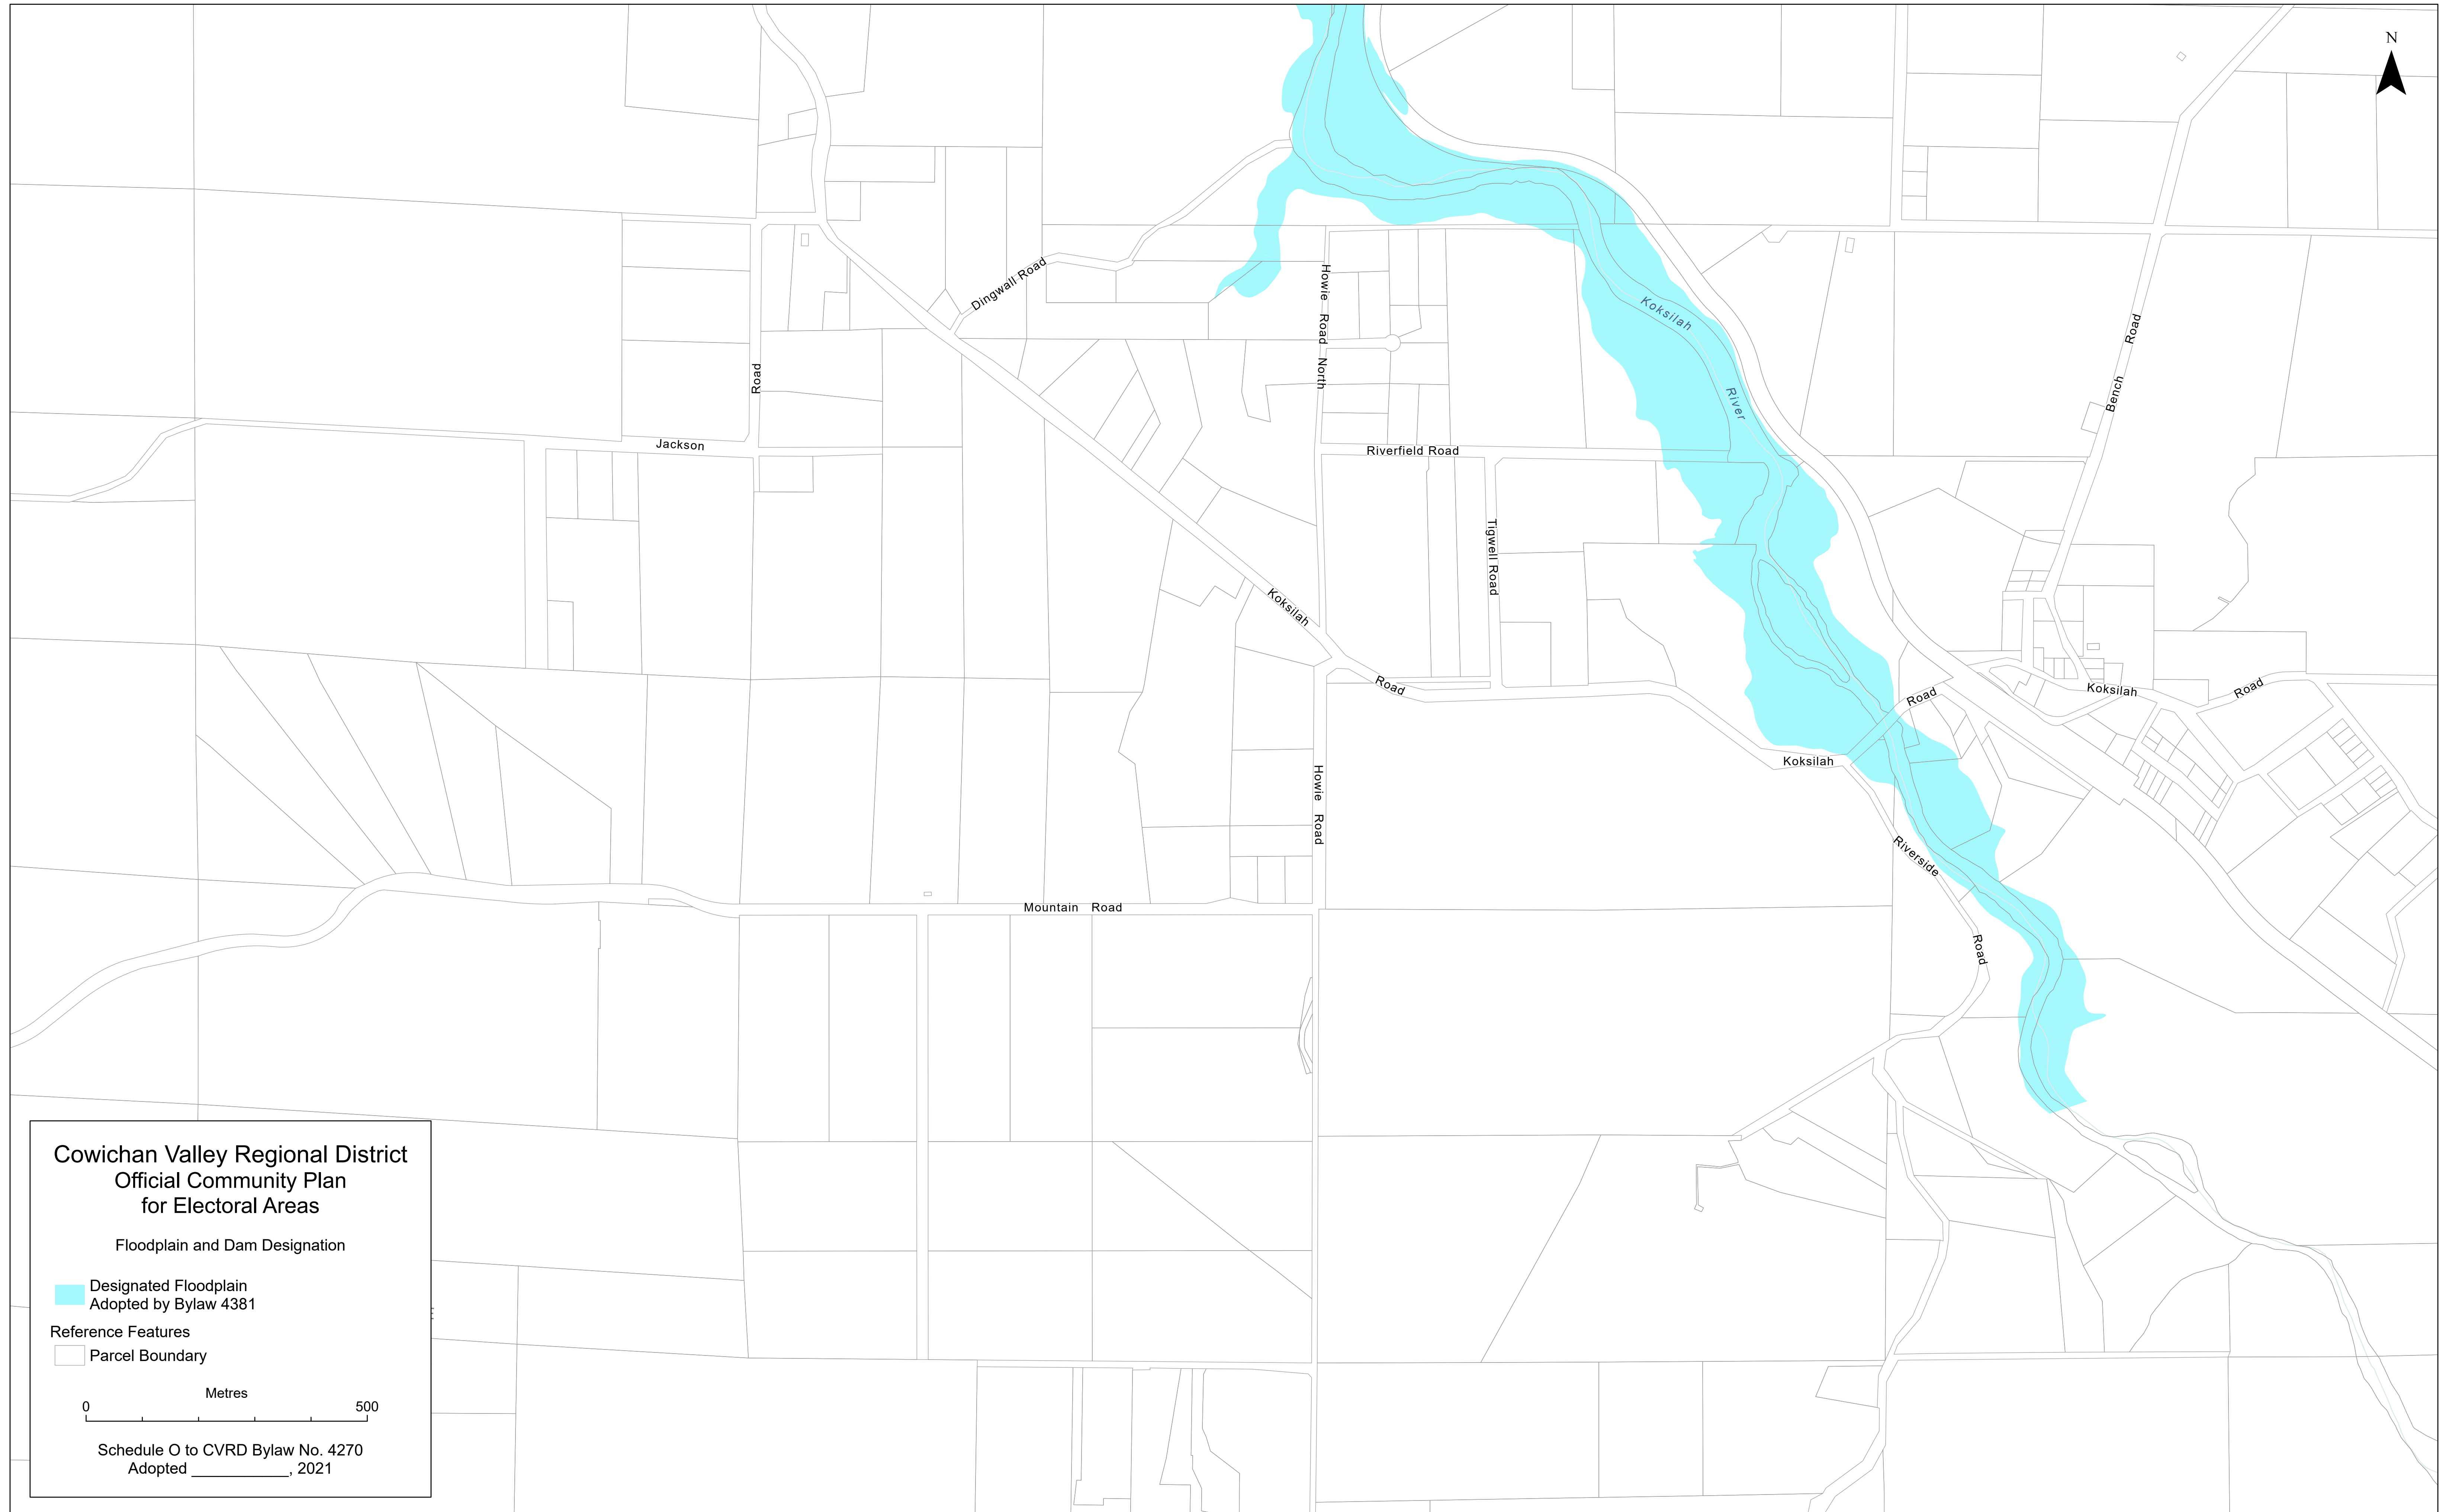 N
Dingwall Road
Howie Road North
Koksilah
River
Bench Road
Road
Jackson
Riverfield Road
Tigwell Road
Koksilah
Road
Koksilah
Road
Koksilah
Road
Howie Road
Riverside
Road
Mountain Road
Cowichan Valley Regional District
Official Community Plan
for Electoral Areas
Floodplain and Dam Designation
Designated Floodplain
Adopted by Bylaw 4381
Reference Features
Parcel Boundary
Metres
0 500
Schedule O to CVRD Bylaw No. 4270
Adopted ___________, 2021